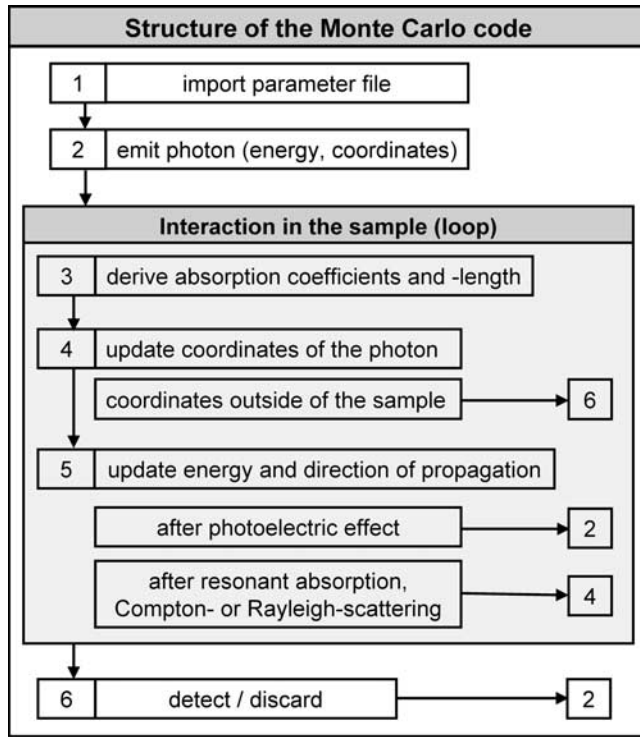 Structure of the Monte Carlo code
1 import parameter file
2 emit photon (energy, coordinates)
Interaction in the sample (loop)
3 derive absorption coefficients and -length
4 update coordinates of the photon
coordinates outside of the sample 6
5 update energy and direction of propagation
after photoelectric effect 2
after resonant absorption,
Compton- or Rayleigh-scattering 4
6 detect / discard 2